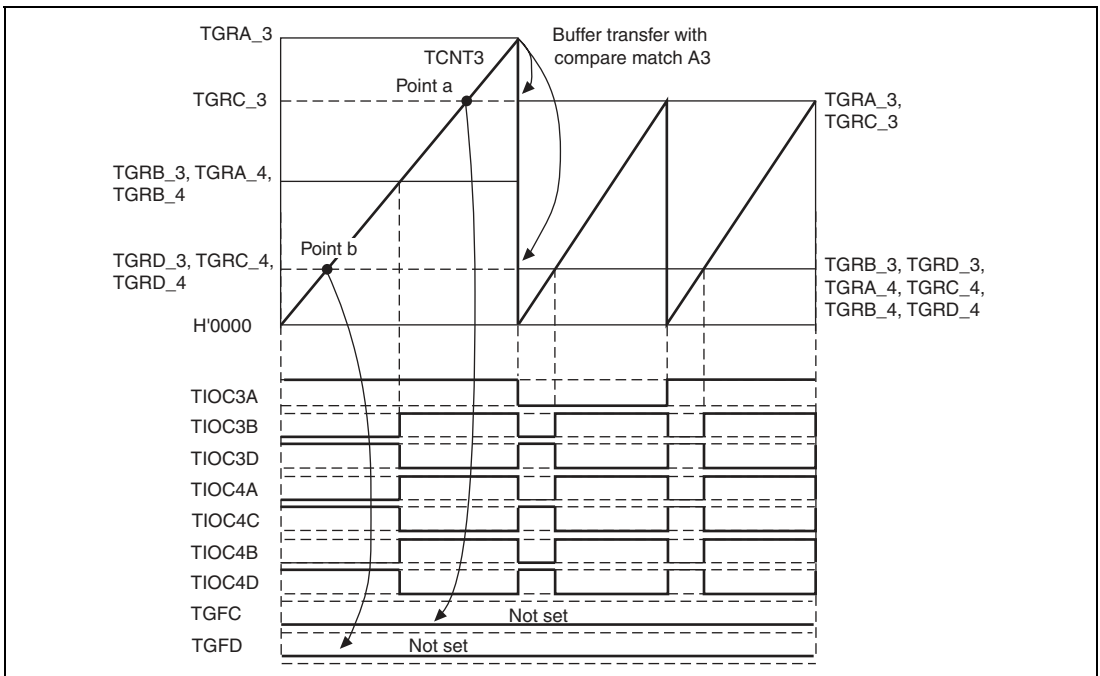 TGRA_3
TCNT3
Buffer transfer with
compare match A3
Point a
TGRC_3
TGRA_3,
TGRC_3
TGRB_3, TGRA_4,
TGRB_4
Point b
TGRD_3, TGRC_4,
TGRD_4
TGRB_3, TGRD_3,
TGRA_4, TGRC_4,
TGRB_4, TGRD_4
H'0000
TIOC3A
TIOC3B
TIOC3D
TIOC4A
TIOC4C
TIOC4B
TIOC4D
TGFC
Not set
TGFD
Not set